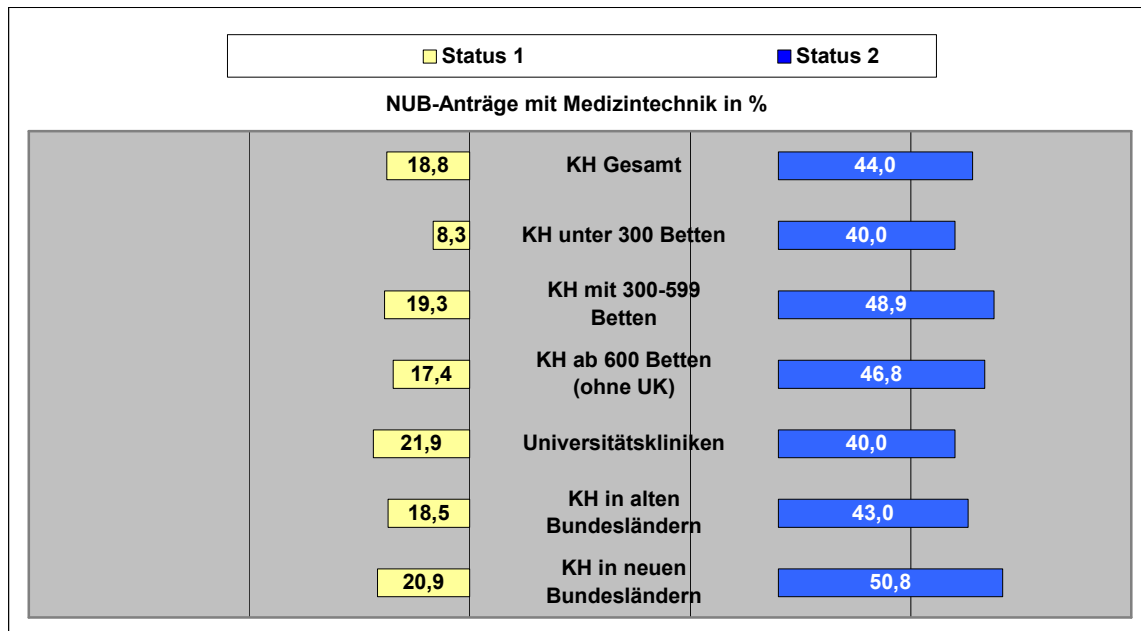 Status 1 Status 2
NUB-Anträge mit Medizintechnik in %
18,8 KH Gesamt 44,0
8,3 KH unter 300 Betten 40,0
19,3 KH mit 300-599 48,9
Betten
17,4 KH ab 600 Betten 46,8
(ohne UK)
21,9 Universitätskliniken 40,0
18,5 KH in alten 43,0
Bundesländern
20,9 KH in neuen 50,8
Bundesländern